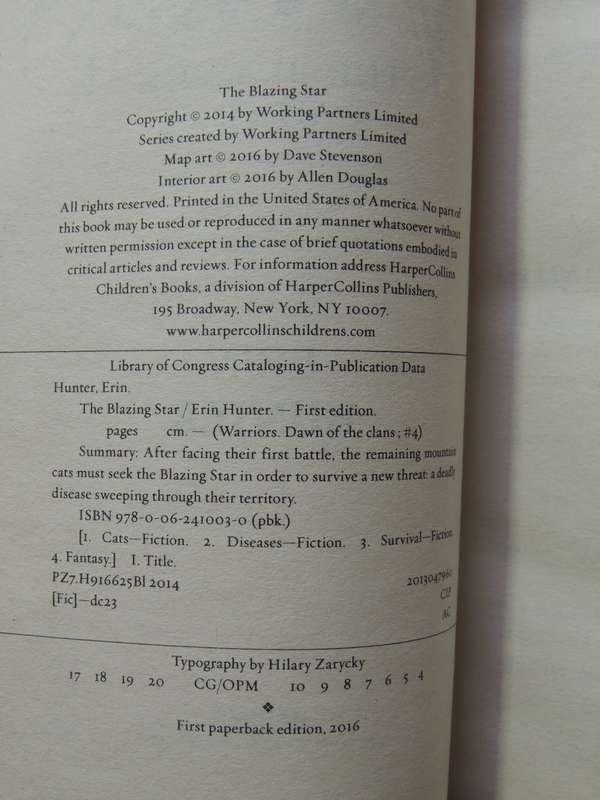 The Blazing Star
Copyright © 2014 by Working Partners Limited
Series created by Working Partners Limited
Map art © 2016 by Dave Stevenson
Interior art © 2016 by Allen Douglas
All rights reserved. Printed in the United States of America. No part of
this book may be used or reproduced in any manner whatsoever without
written permission except in the case of brief quotations embodied in
critical articles and reviews. For information address HarperCollins
Children's Books, a division of HarperCollins Publishers,
195 Broadway, New York, NY 10007.
www.harpercollinschildrens.com
Library of Congress Cataloging-in-Publication Data
Hunter, Erin.
The Blazing Star / Erin Hunter. — First edition.
pages cm. — (Warriors. Dawn of the clans ; #4)
Summary: After facing their first battle, the remaining mountain
cats must seek the Blazing Star in order to survive a new threat: a deadly
disease sweeping through their territory.
ISBN 978-0-06-241003-0 (pbk.)
[1. Cats—Fiction. 2. Diseases—Fiction. 3. Survival—Fiction.
4. Fantasy.] I. Title.
PZ7.H916625Bl 2014 2013047960
[Fic]—dc23 CIP
AC
Typography by Hilary Zarycky
17 18 19 20 CG/OPM 10 9 8 7 6 5 4
❖
First paperback edition, 2016